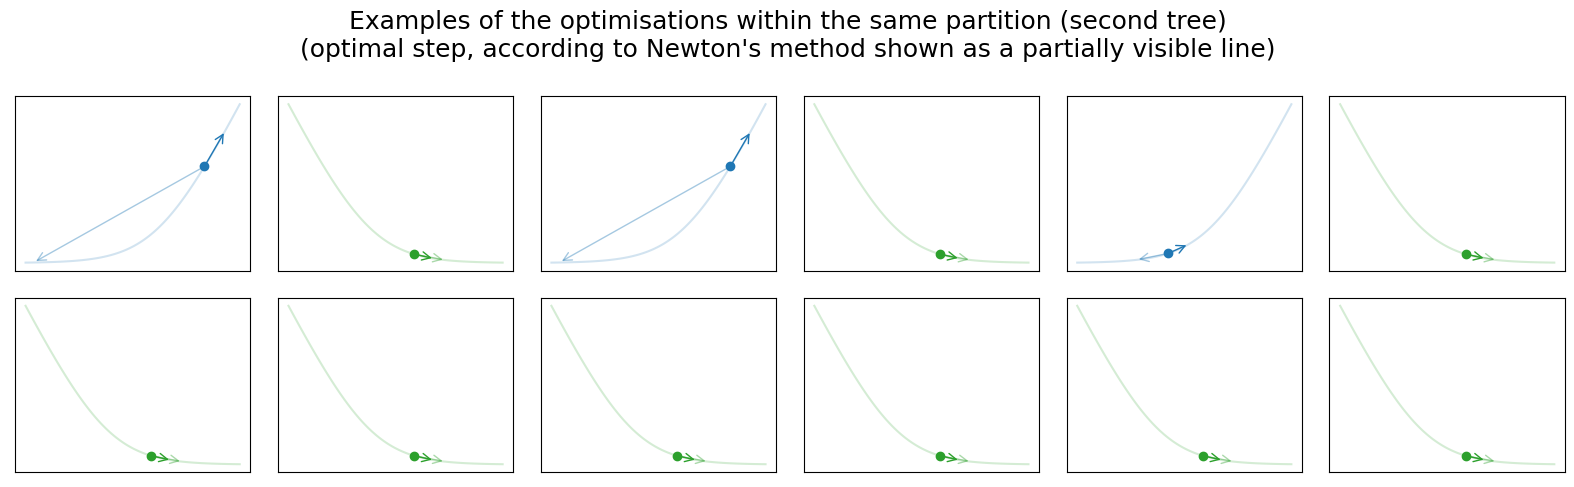 Examples of the optimisations within the same partition (second tree)
(optimal step, according to Newton's method shown as a partially visible line)